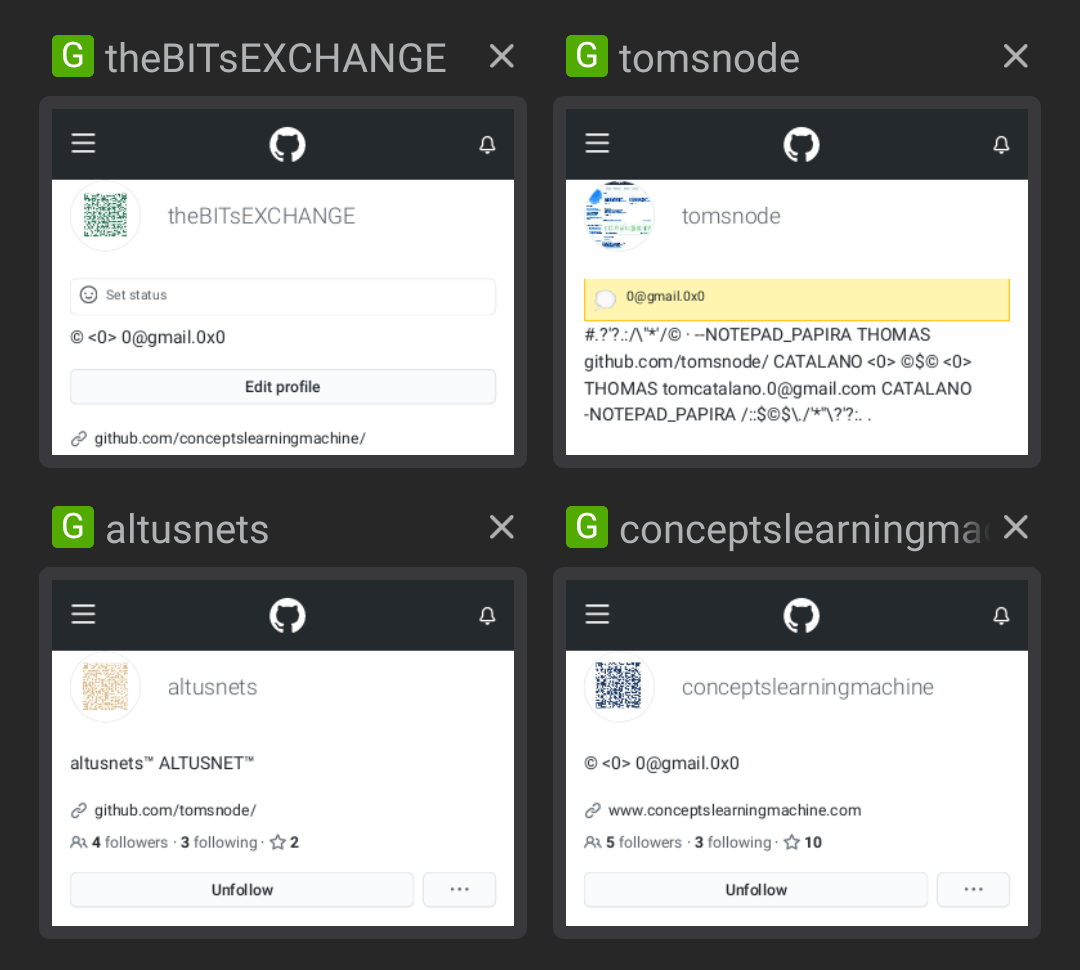 G theBITsEXCHANGE
theBITsEXCHANGE
Set status
© <0> 0@gmail.0x0
Edit profile
github.com/conceptslearningmachine/
G tomsnode
tomsnode
0@gmail.0x0
#.?'?.:/\"*'/© · --NOTEPAD_PAPIRA THOMAS
github.com/tomsnode/ CATALANO <0> ©$© <0>
THOMAS tomcatalano.0@gmail.com CATALANO
-NOTEPAD_PAPIRA /::$©$\./'*"\?'?:. .
G altusnets
altusnets
altusnets™ ALTUSNET™
github.com/tomsnode/
4 followers · 3 following · 2
Unfollow
G conceptslearningmac
conceptslearningmachine
© <0> 0@gmail.0x0
www.conceptslearningmachine.com
5 followers · 3 following · 10
Unfollow